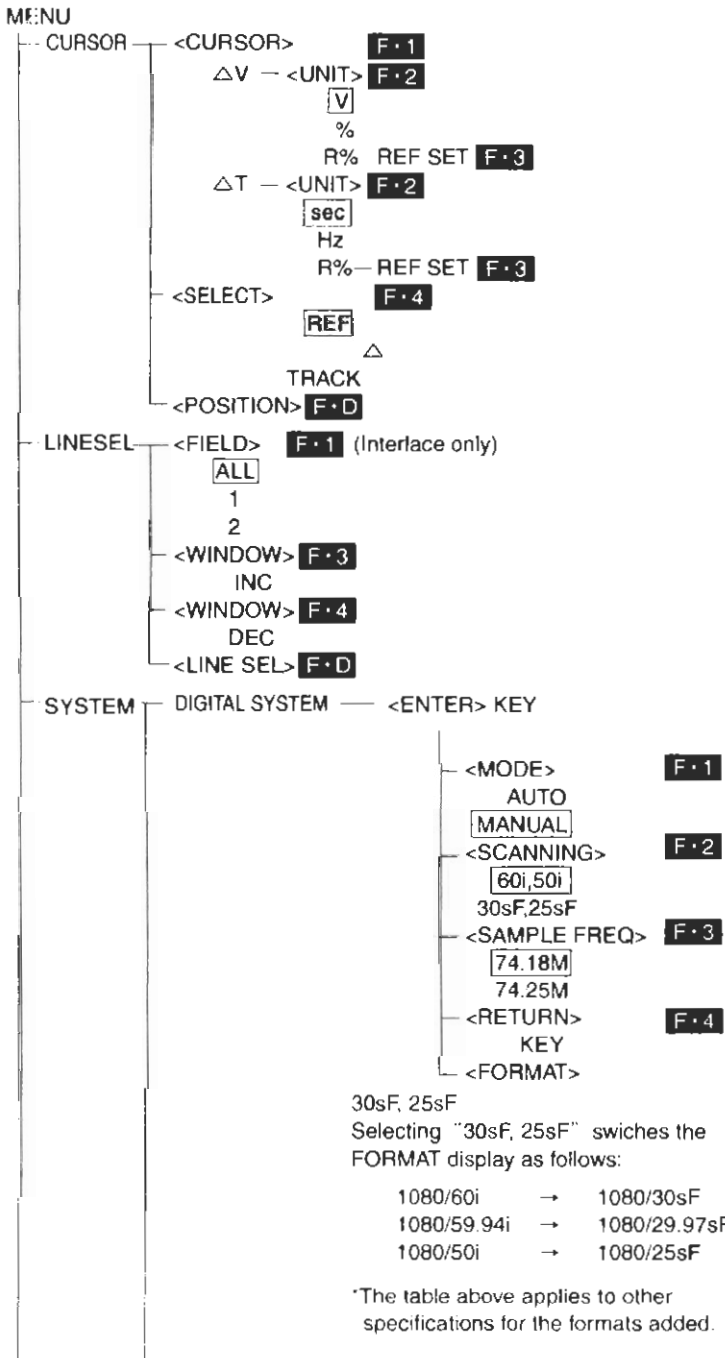 MENU
CURSOR <CURSOR> F・1
△V — <UNIT> F・2
V
%
R% REF SET F・3
△T — <UNIT> F・2
sec
Hz
R% — REF SET F・3
<SELECT> F・4
REF
△
TRACK
<POSITION> F・D
LINESEL <FIELD> F・1 (Interlace only)
ALL
1
2
<WINDOW> F・3
INC
<WINDOW> F・4
DEC
<LINE SEL> F・D
SYSTEM DIGITAL SYSTEM — <ENTER> KEY
<MODE> F・1
AUTO
MANUAL
<SCANNING> F・2
60i,50i
30sF,25sF
<SAMPLE FREQ> F・3
74.18M
74.25M
<RETURN> F・4
KEY
<FORMAT>
30sF, 25sF
Selecting "30sF, 25sF" swiches the
FORMAT display as follows:
1080/60i → 1080/30sF
1080/59.94i → 1080/29.97sF
1080/50i → 1080/25sF
*The table above applies to other
specifications for the formats added.